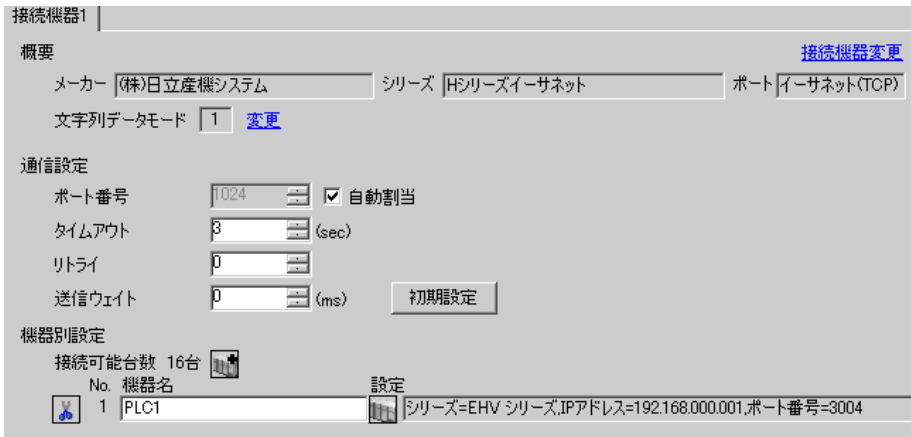 接続機器1
概要 接続機器変更
メーカー (株)日立産機システム シリーズ Hシリーズイーサネット ポート イーサネット(TCP)
文字列データモード 1 変更
通信設定
ポート番号 1024 自動割当
タイムアウト 3 (sec)
リトライ 0
送信ウェイト 0 (ms) 初期設定
機器別設定
接続可能台数 16台
No. 機器名 設定
1 PLC1 シリーズ=EHV シリーズ,IPアドレス=192.168.000.001,ポート番号=3004